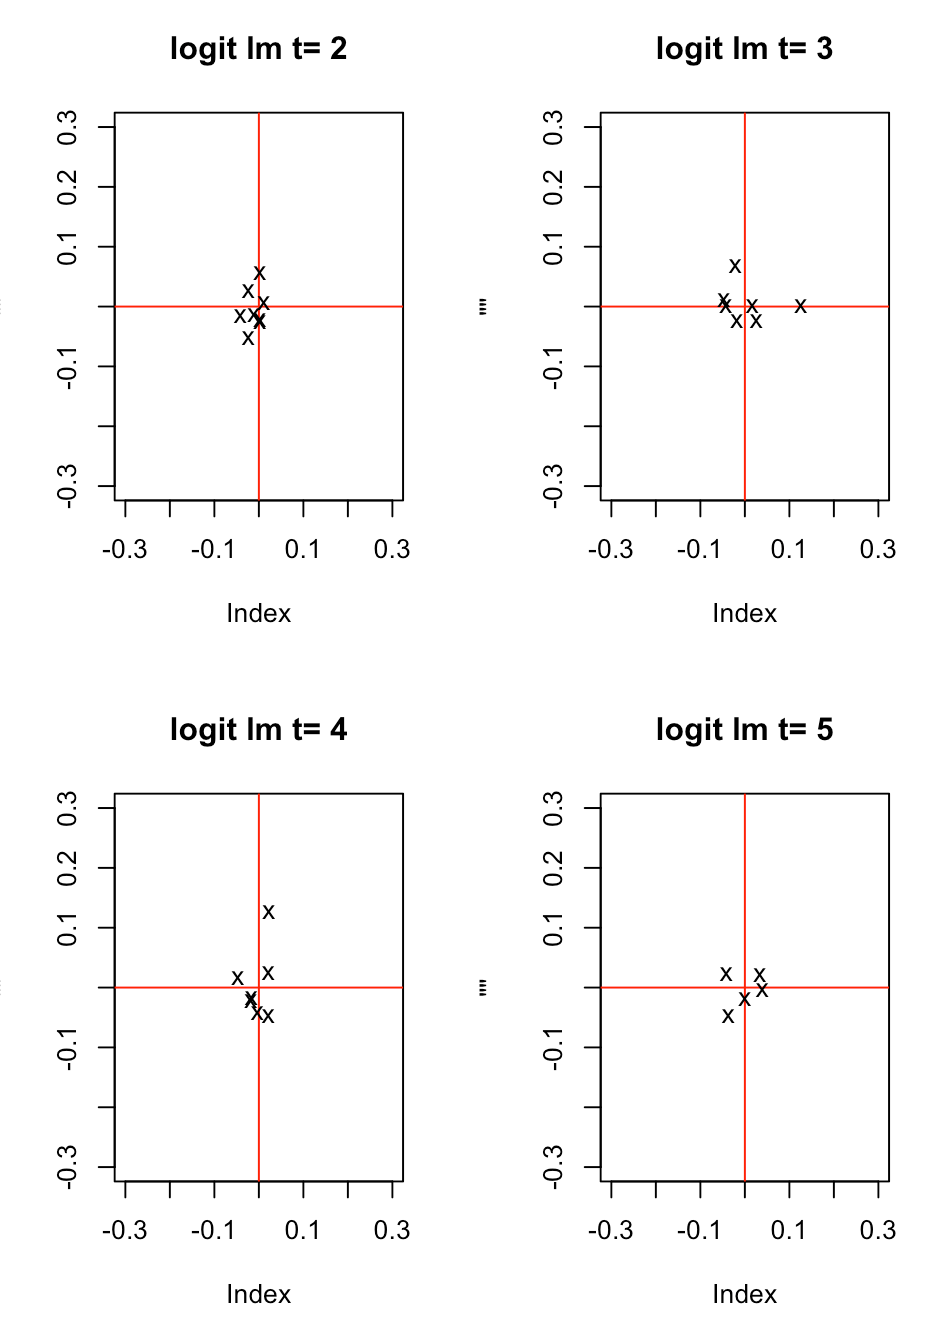 logit lm t= 2
0.3
0.2
0.1
-0.1
-0.3
x
x
x
x
x
x
x
x
-0.3 -0.1 0.1 0.3
Index
logit lm t= 3
0.3
0.2
0.1
-0.1
-0.3
""
x
x
x
x
x
x
x
-0.3 -0.1 0.1 0.3
Index
logit lm t= 4
0.3
0.2
0.1
-0.1
-0.3
x
x
x
x
x
x
x
-0.3 -0.1 0.1 0.3
Index
logit lm t= 5
0.3
0.2
0.1
-0.1
-0.3
""
x
x
x
x
x
-0.3 -0.1 0.1 0.3
Index